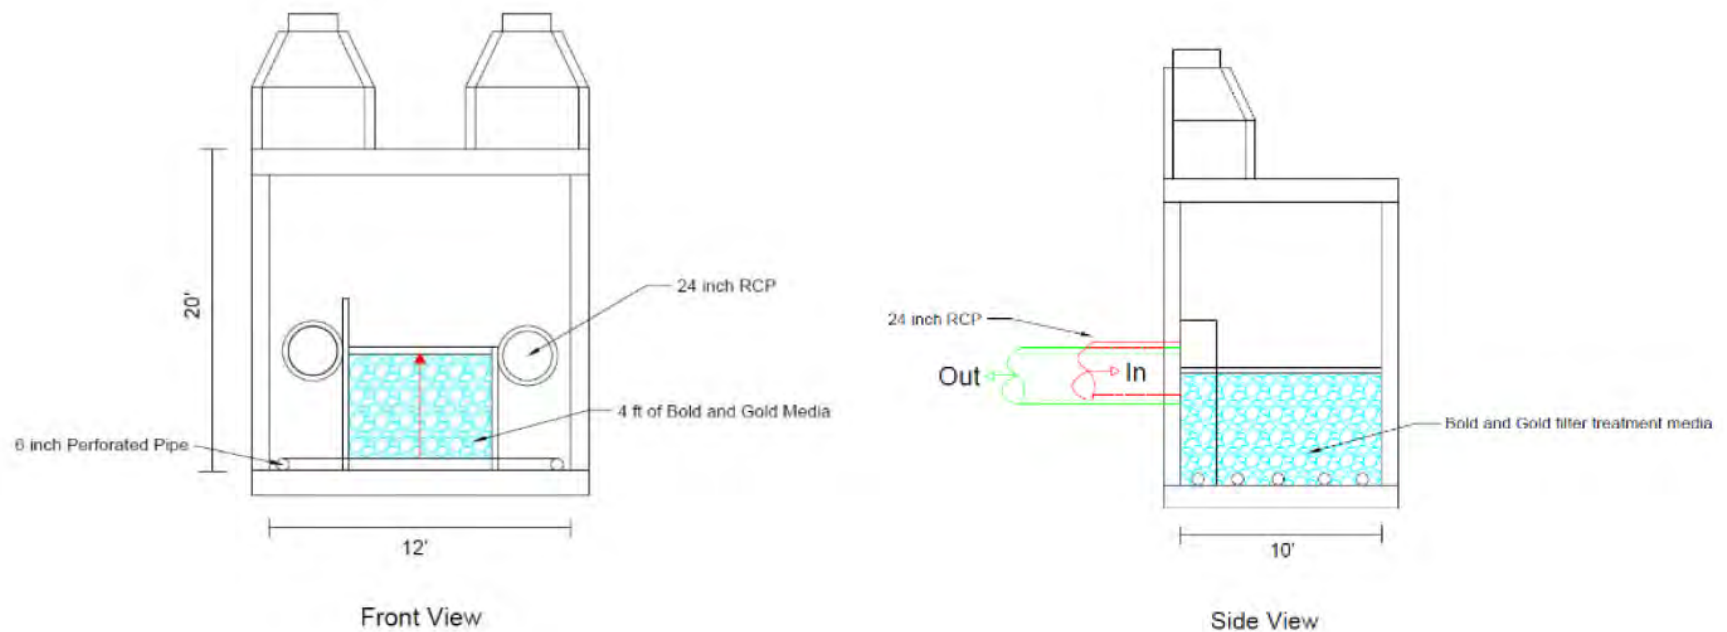 20'
24 inch RCP
4 ft of Bold and Gold Media
6 inch Perforated Pipe
12'
Front View
24 inch RCP
Out
In
Bold and Gold filter treatment media
10'
Side View